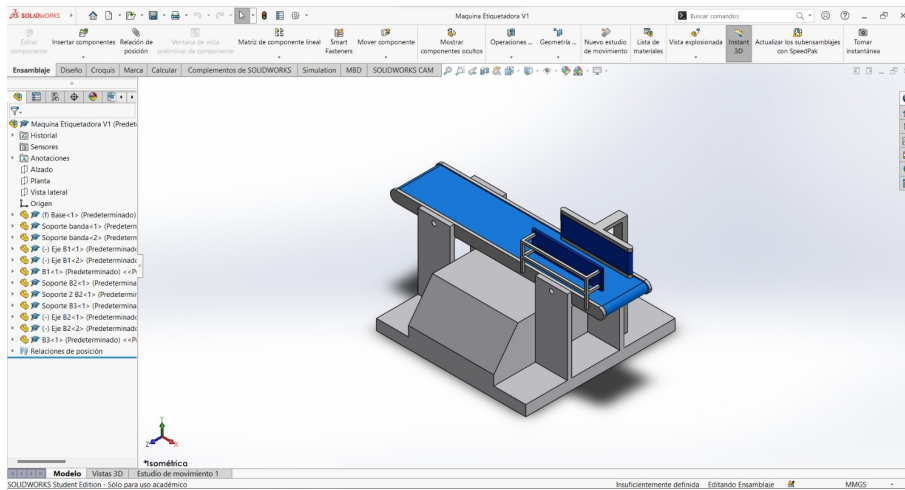 SOLIDWORKS
Maquina Etiquetadora V1
Buscar comandos
Editar componente
Insertar componentes
Relación de posición
Ventana de vista preliminar de componente
Matriz de componente lineal
Smart Fasteners
Mover componente
Mostrar componentes ocultos
Operaciones ...
Geometría ...
Nuevo estudio de movimiento
Lista de materiales
Vista explosionada
Instant 3D
Actualizar los subensamblajes con SpeedPak
Tomar instantánea
Ensamblaje Diseño Croquis Marca Calcular Complementos de SOLIDWORKS Simulation MBD SOLIDWORKS CAM
Maquina Etiquetadora V1 (Predet
Historial
Sensores
Anotaciones
Alzado
Planta
Vista lateral
Origen
(f) Base<1> (Predeterminado)
Soporte banda<1> (Predetern
Soporte banda<2> (Predetern
(-) Eje B1<1> (Predeterminado
(-) Eje B1<2> (Predeterminado
B1<1> (Predeterminado) <<P
Soporte B2<1> (Predetermina
Soporte 2 B2<1> (Predetermin
Soporte B3<1> (Predetermina
(-) Eje B2<1> (Predeterminado
(-) Eje B2<2> (Predeterminado
B3<1> (Predeterminado) <<P
Relaciones de posición
Y
Z
X
*Isométrica
Modelo Vistas 3D Estudio de movimiento 1
SOLIDWORKS Student Edition - Sólo para uso académico
Insuficientemente definida Editando Ensamblaje MMGS